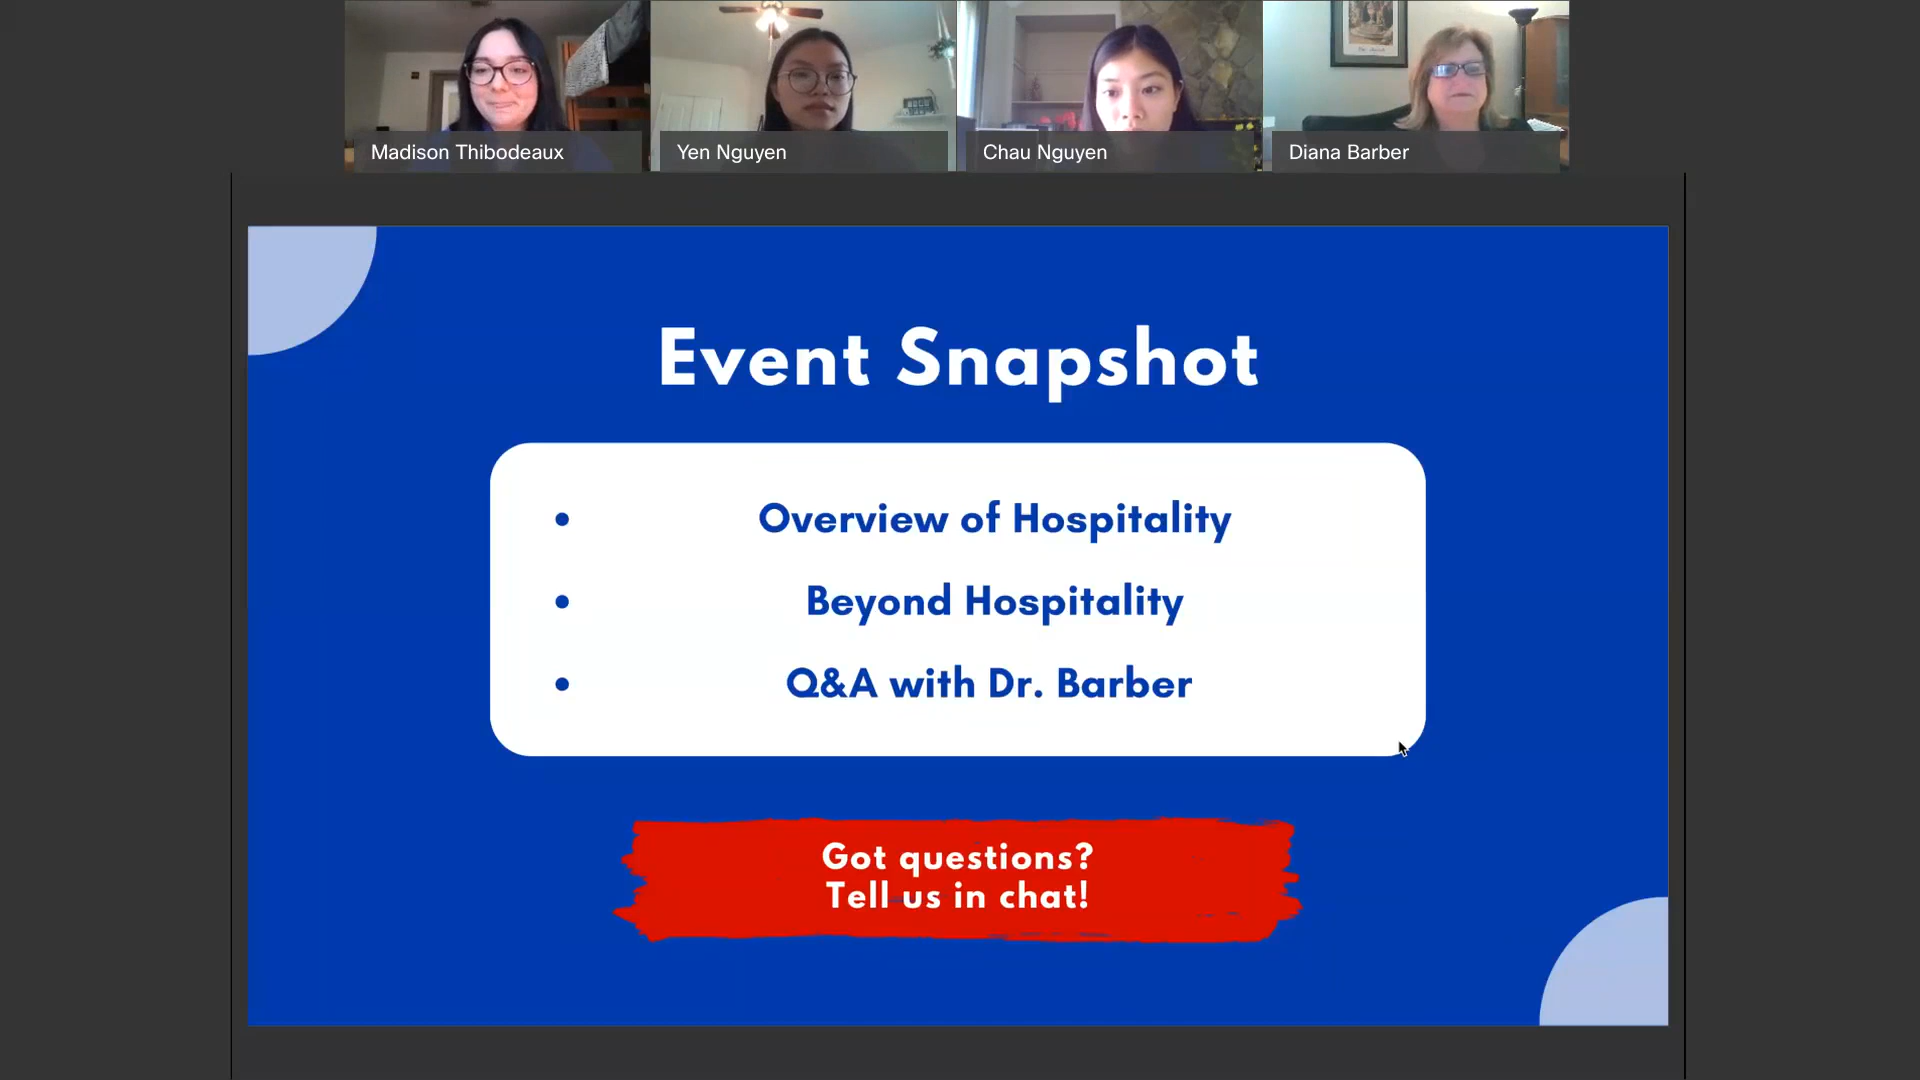 Madison Thibodeaux
Yen Nguyen
Chau Nguyen
Diana Barber
Event Snapshot
• Overview of Hospitality
• Beyond Hospitality
• Q&A with Dr. Barber
Got questions?
Tell us in chat!